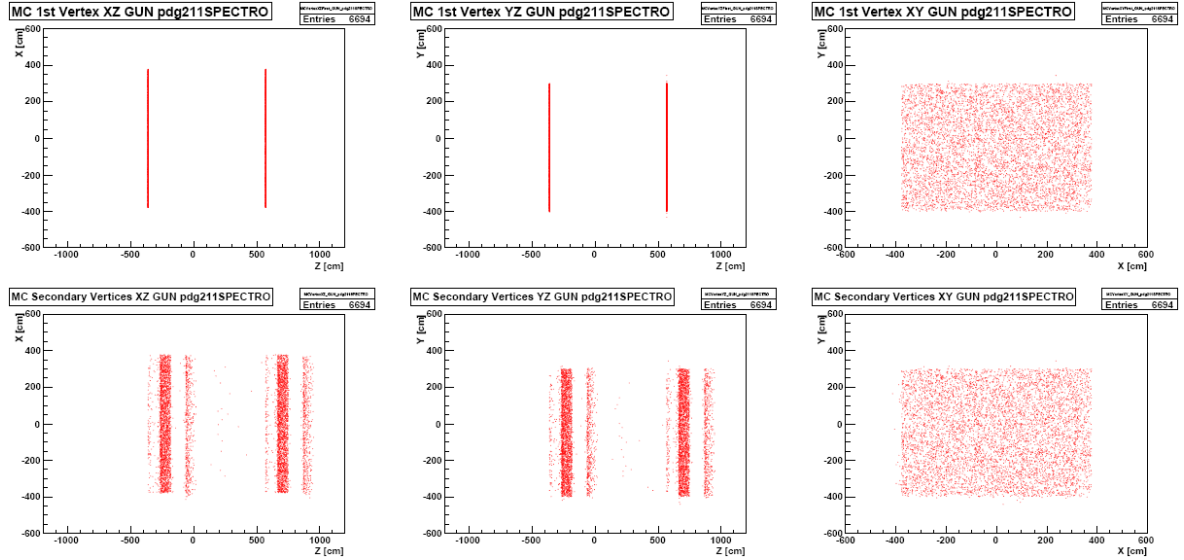 MC 1st Vertex XZ GUN pdg211SPECTRO
Entries 6694
X [cm]
600
400
200
0
-200
-400
-600
-1000 -500 0 500 1000
Z [cm]
MC 1st Vertex YZ GUN pdg211SPECTRO
Entries 6694
Y [cm]
600
400
200
0
-200
-400
-600
-1000 -500 0 500 1000
Z [cm]
MC 1st Vertex XY GUN pdg211SPECTRO
Entries 6694
Y [cm]
600
400
200
0
-200
-400
-600
-600 -400 -200 0 200 400 600
X [cm]
MC Secondary Vertices XZ GUN pdg211SPECTRO
Entries 6694
X [cm]
600
400
200
0
-200
-400
-600
-1000 -500 0 500 1000
Z [cm]
MC Secondary Vertices YZ GUN pdg211SPECTRO
Entries 6694
Y [cm]
600
400
200
0
-200
-400
-600
-1000 -500 0 500 1000
Z [cm]
MC Secondary Vertices XY GUN pdg211SPECTRO
Entries 6694
Y [cm]
600
400
200
0
-200
-400
-600
-600 -400 -200 0 200 400 600
X [cm]